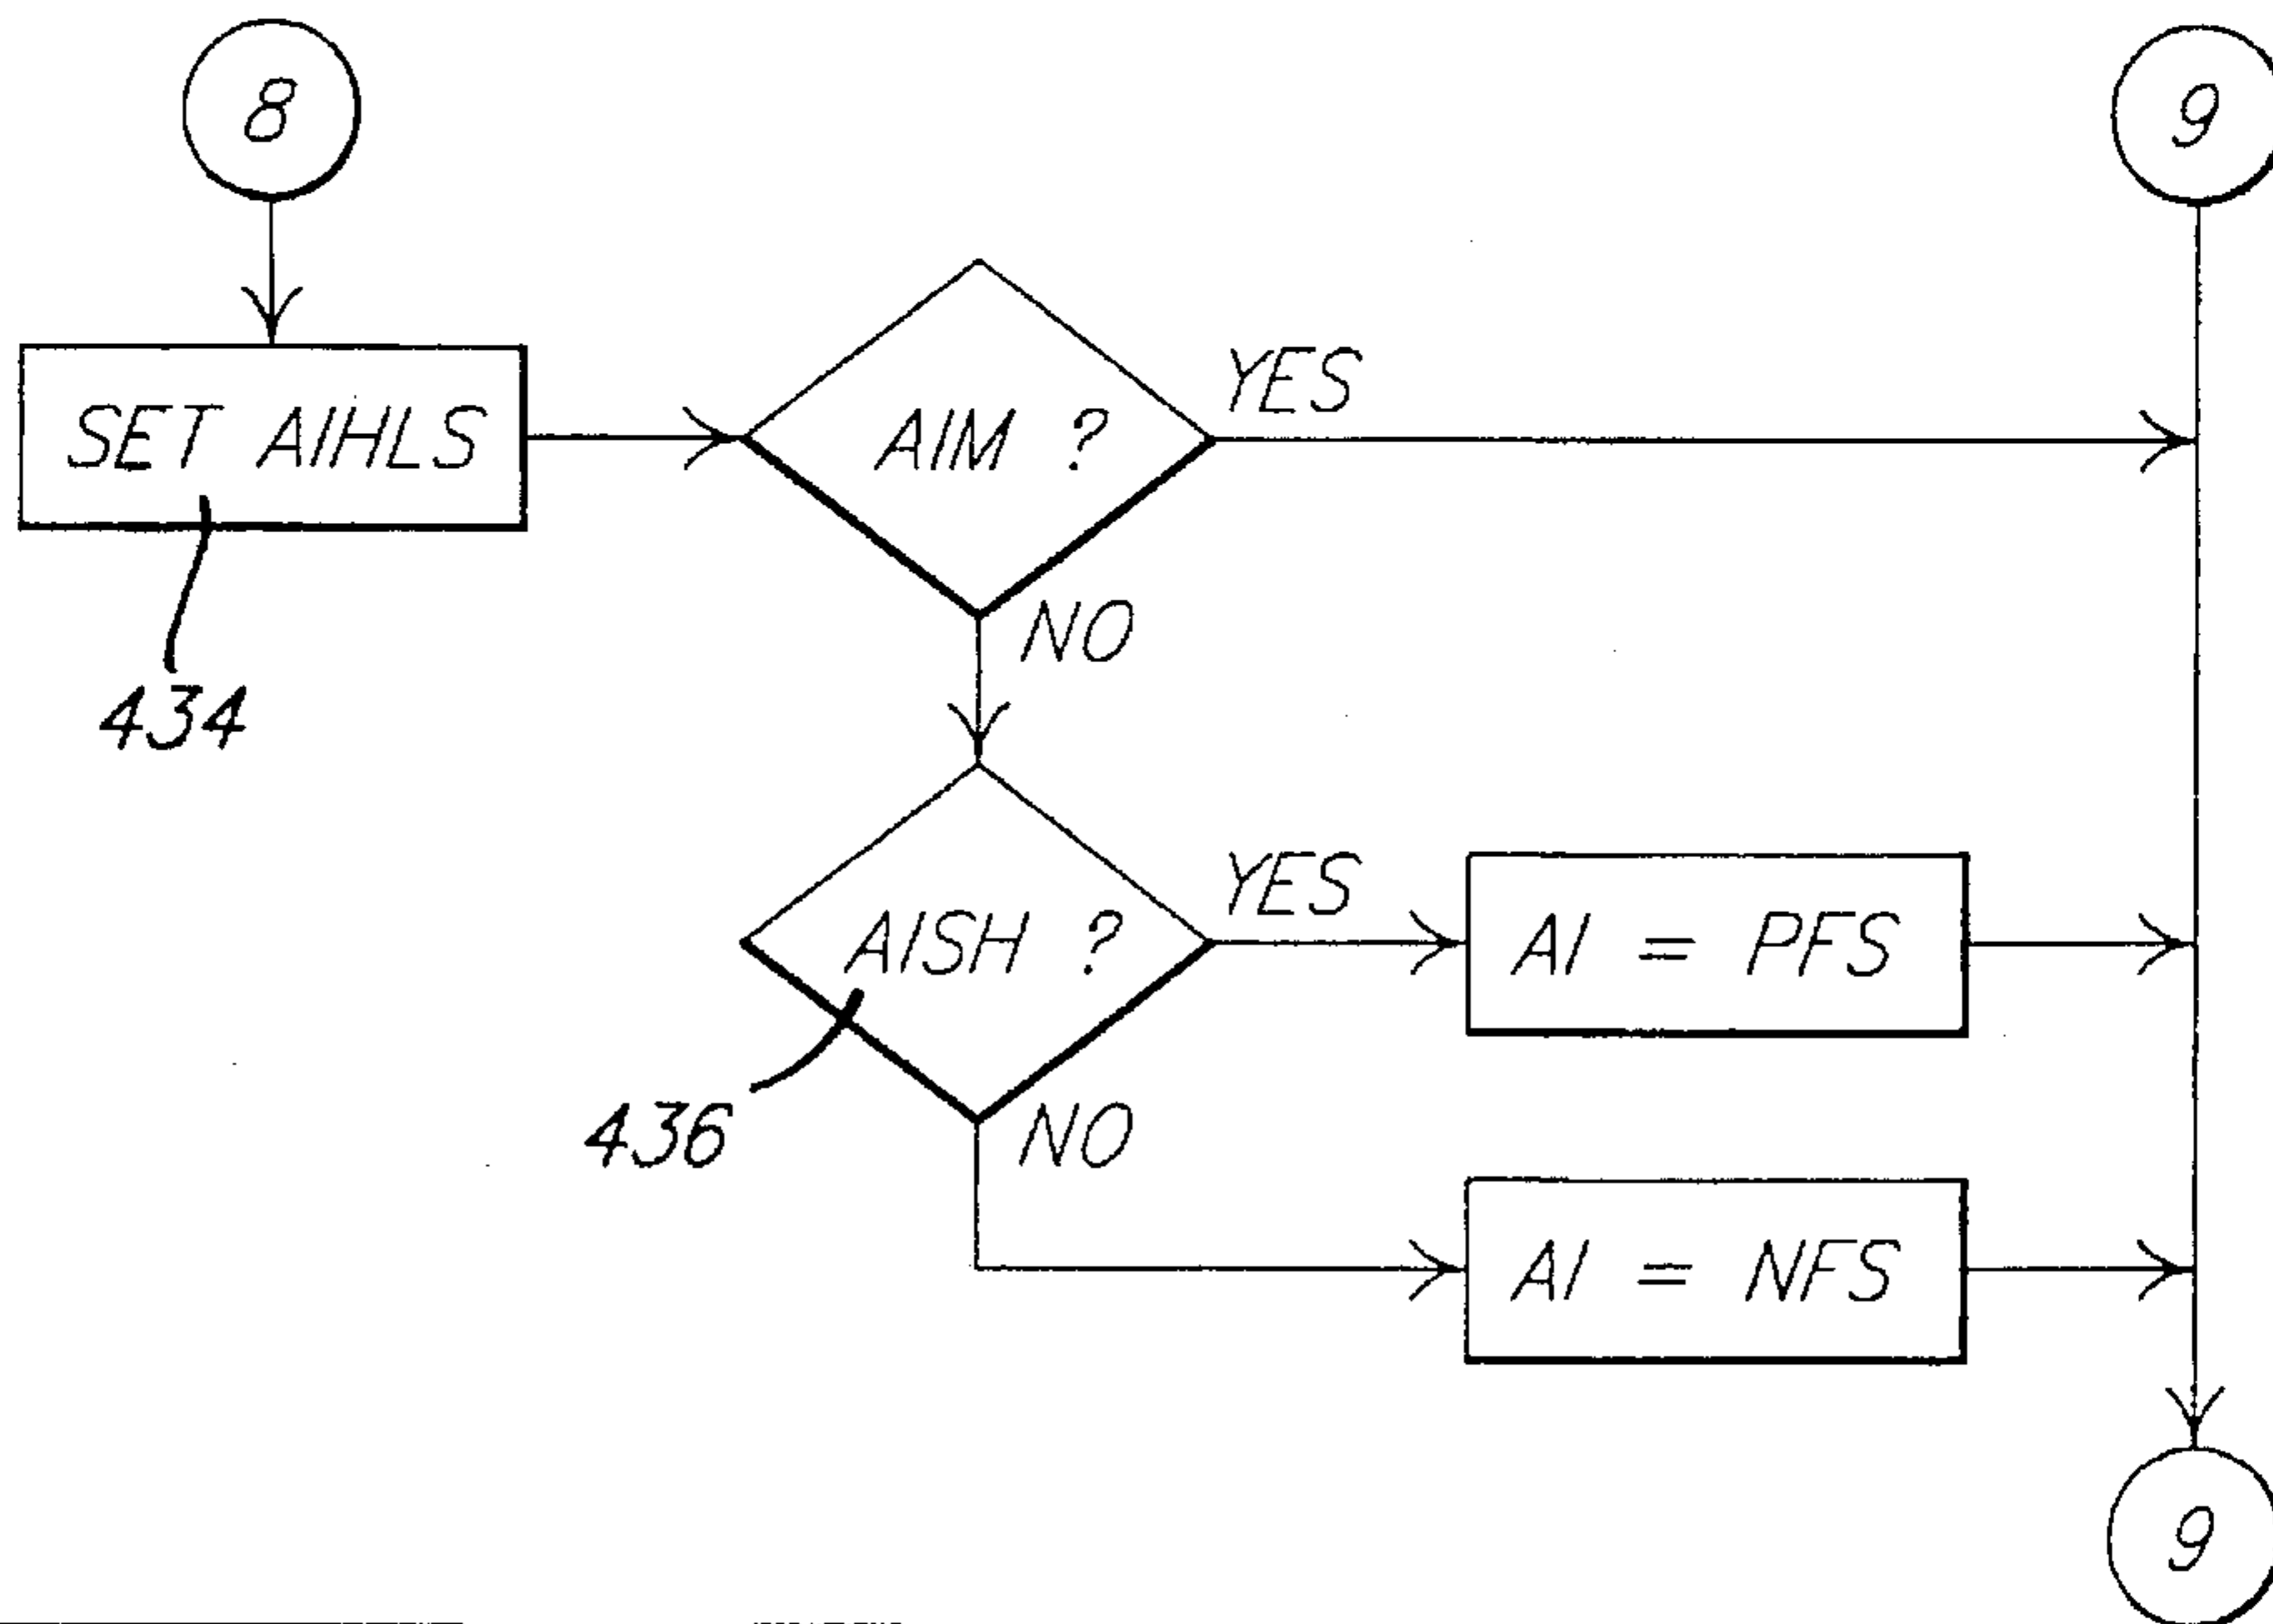 8
9
SET AIHLS
AIM ?
YES
NO
434
AISH ?
YES
AI = PFS
436
NO
AI = NFS
9